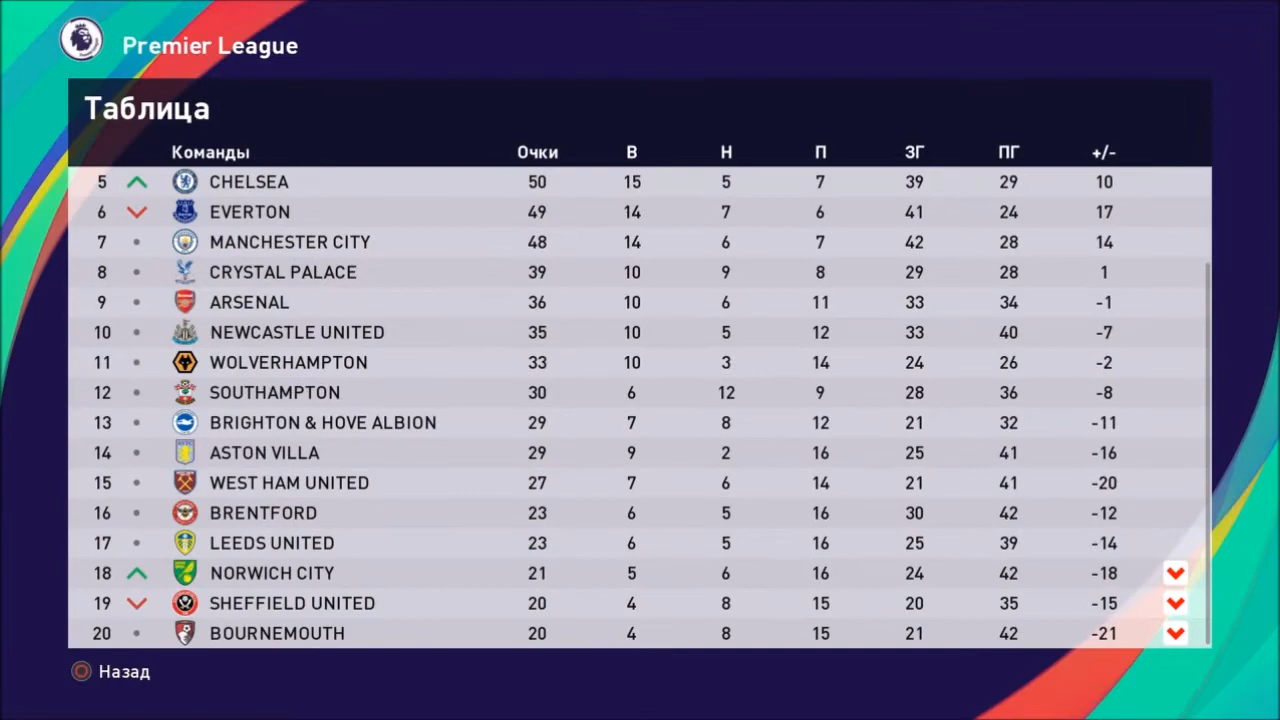 Premier League
Таблица
Команды Очки В Н П ЗГ ПГ +/-
5 CHELSEA 50 15 5 7 39 29 10
6 EVERTON 49 14 7 6 41 24 17
7 MANCHESTER CITY 48 14 6 7 42 28 14
8 CRYSTAL PALACE 39 10 9 8 29 28 1
9 ARSENAL 36 10 6 11 33 34 -1
10 NEWCASTLE UNITED 35 10 5 12 33 40 -7
11 WOLVERHAMPTON 33 10 3 14 24 26 -2
12 SOUTHAMPTON 30 6 12 9 28 36 -8
13 BRIGHTON & HOVE ALBION 29 7 8 12 21 32 -11
14 ASTON VILLA 29 9 2 16 25 41 -16
15 WEST HAM UNITED 27 7 6 14 21 41 -20
16 BRENTFORD 23 6 5 16 30 42 -12
17 LEEDS UNITED 23 6 5 16 25 39 -14
18 NORWICH CITY 21 5 6 16 24 42 -18
19 SHEFFIELD UNITED 20 4 8 15 20 35 -15
20 BOURNEMOUTH 20 4 8 15 21 42 -21
Назад